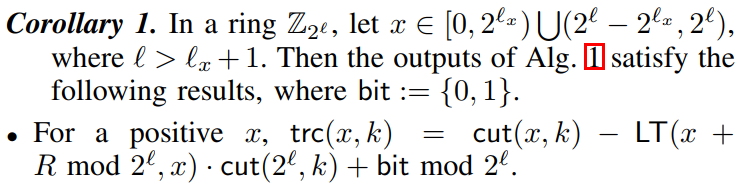 Corollary 1. In a ring ℤ_{2^ℓ}, let x ∈ [0, 2^{ℓ_x}) ⋃(2^ℓ − 2^{ℓ_x}, 2^ℓ),
where ℓ > ℓ_x + 1. Then the outputs of Alg. 1 satisfy the
following results, where bit := {0, 1}.
• For a positive x, trc(x, k) = cut(x, k) − LT(x +
R mod 2^ℓ, x) · cut(2^ℓ, k) + bit mod 2^ℓ.